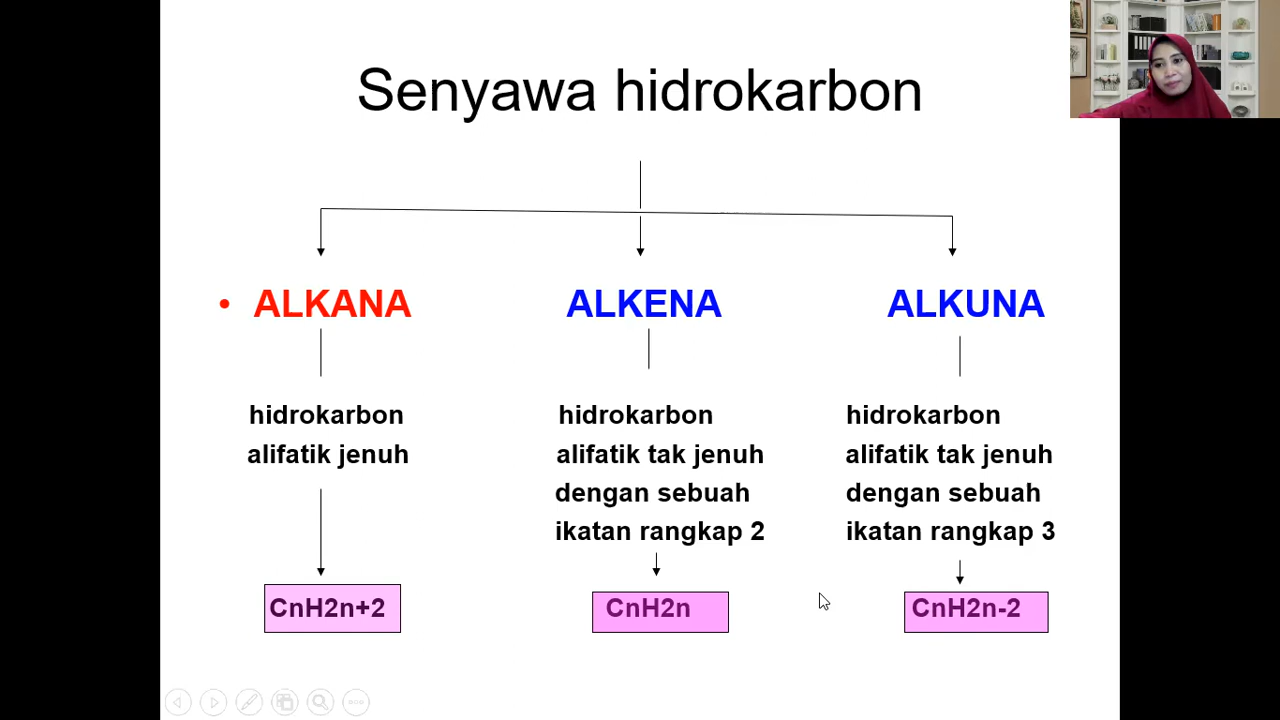 Senyawa hidrokarbon
• ALKANA
hidrokarbon
alifatik jenuh
CnH2n+2
ALKENA
hidrokarbon
alifatik tak jenuh
dengan sebuah
ikatan rangkap 2
CnH2n
ALKUNA
hidrokarbon
alifatik tak jenuh
dengan sebuah
ikatan rangkap 3
CnH2n-2